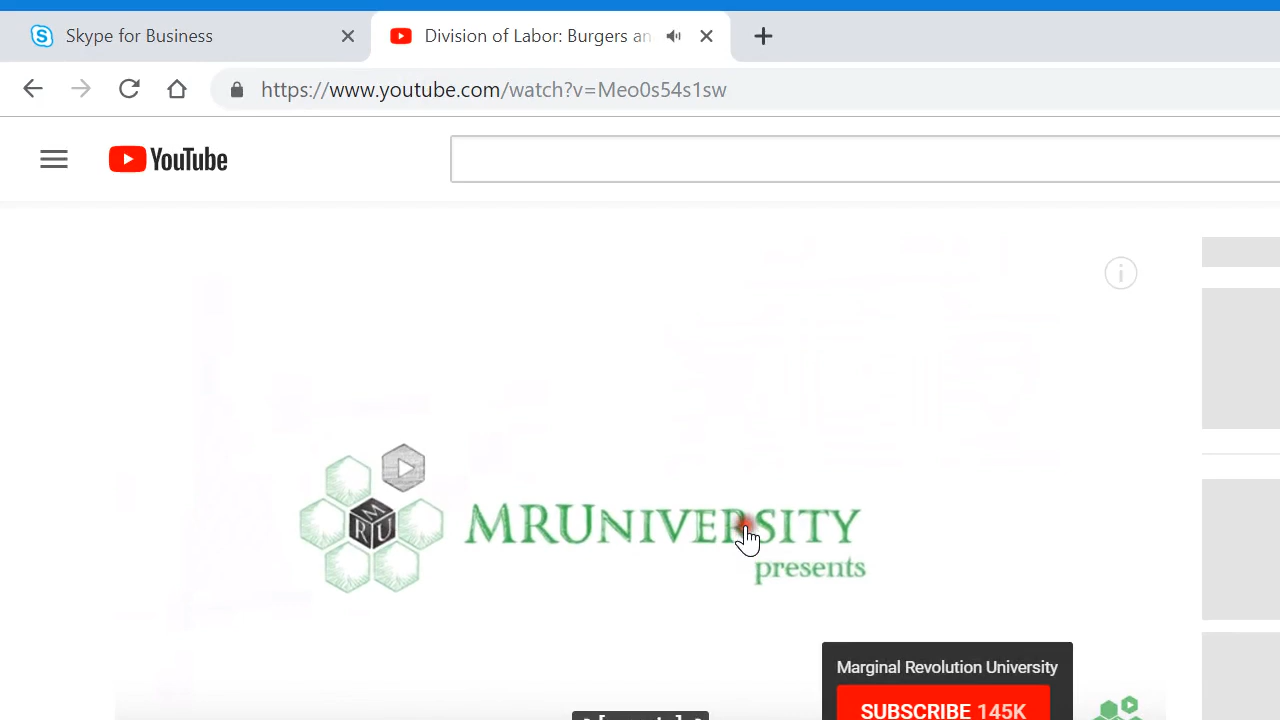 Skype for Business
Division of Labor: Burgers an
https://www.youtube.com/watch?v=Meo0s54s1sw
YouTube
MRU
MRUNIVERSITY
presents
Marginal Revolution University
SUBSCRIBE 145K